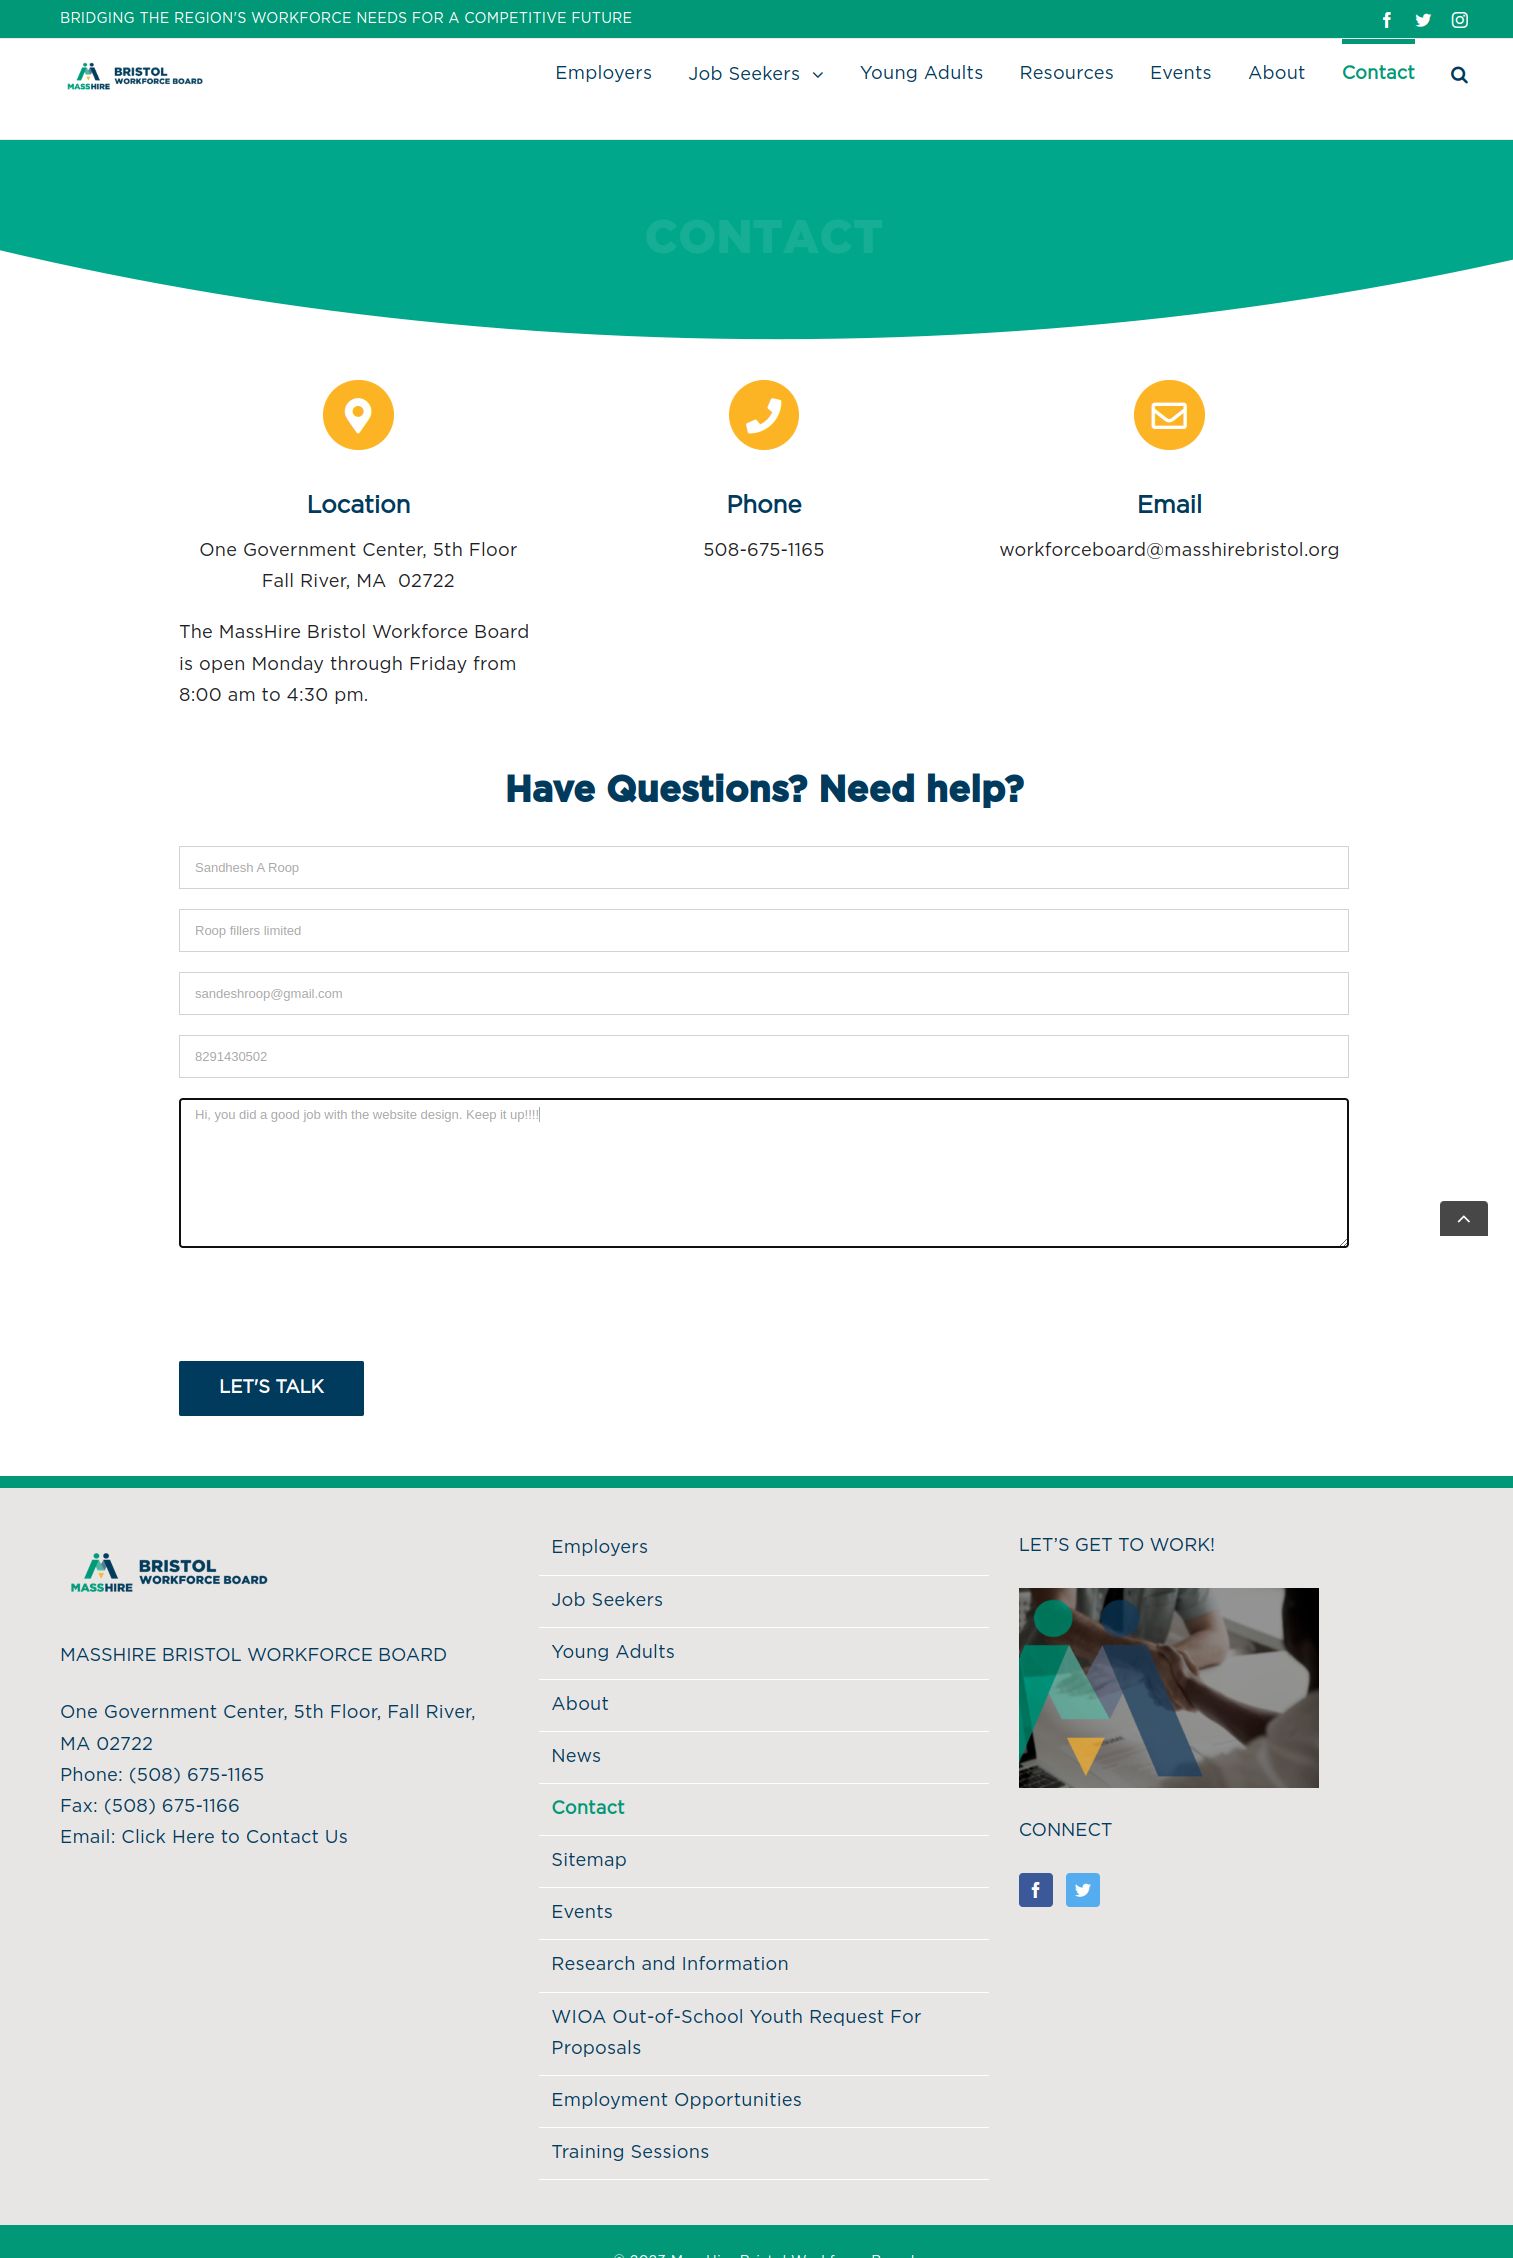 BRIDGING THE REGION'S WORKFORCE NEEDS FOR A COMPETITIVE FUTURE
MASSHIRE BRISTOL WORKFORCE BOARD
Employers Job Seekers Young Adults Resources Events About Contact
CONTACT
Location
One Government Center, 5th Floor
Fall River, MA 02722
The MassHire Bristol Workforce Board
is open Monday through Friday from
8:00 am to 4:30 pm.
Phone
508-675-1165
Email
workforceboard@masshirebristol.org
Have Questions? Need help?
Sandhesh A Roop
Roop fillers limited
sandeshroop@gmail.com
8291430502
Hi, you did a good job with the website design. Keep it up!!!!
LET'S TALK
MASSHIRE BRISTOL WORKFORCE BOARD
MASSHIRE BRISTOL WORKFORCE BOARD
One Government Center, 5th Floor, Fall River,
MA 02722
Phone: (508) 675-1165
Fax: (508) 675-1166
Email: Click Here to Contact Us
Employers
Job Seekers
Young Adults
About
News
Contact
Sitemap
Events
Research and Information
WIOA Out-of-School Youth Request For
Proposals
Employment Opportunities
Training Sessions
LET’S GET TO WORK!
CONNECT
© 2023 MassHire Bristol Workforce Board